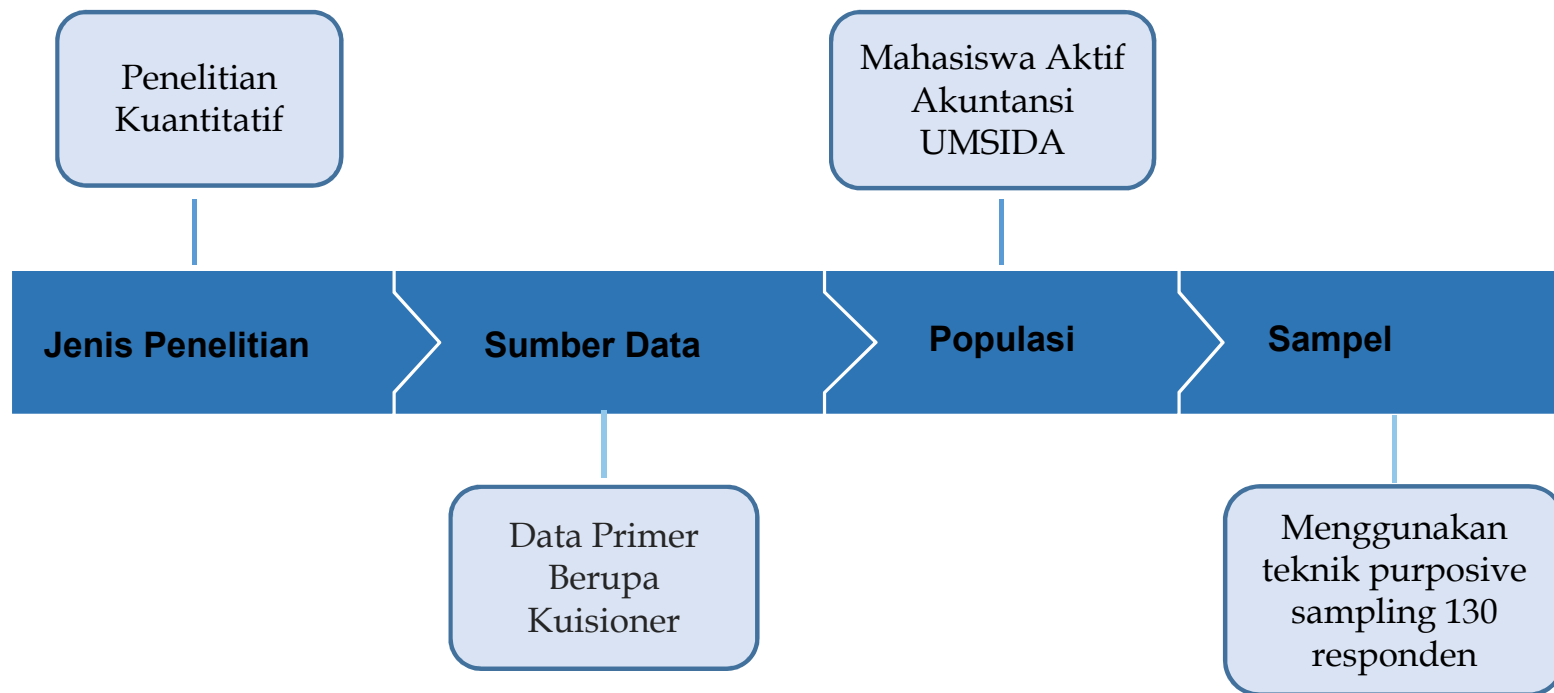 Penelitian
Kuantitatif
Mahasiswa Aktif
Akuntansi
UMSIDA
Jenis Penelitian
Sumber Data
Populasi
Sampel
Data Primer
Berupa
Kuisioner
Menggunakan
teknik purposive
sampling 130
responden